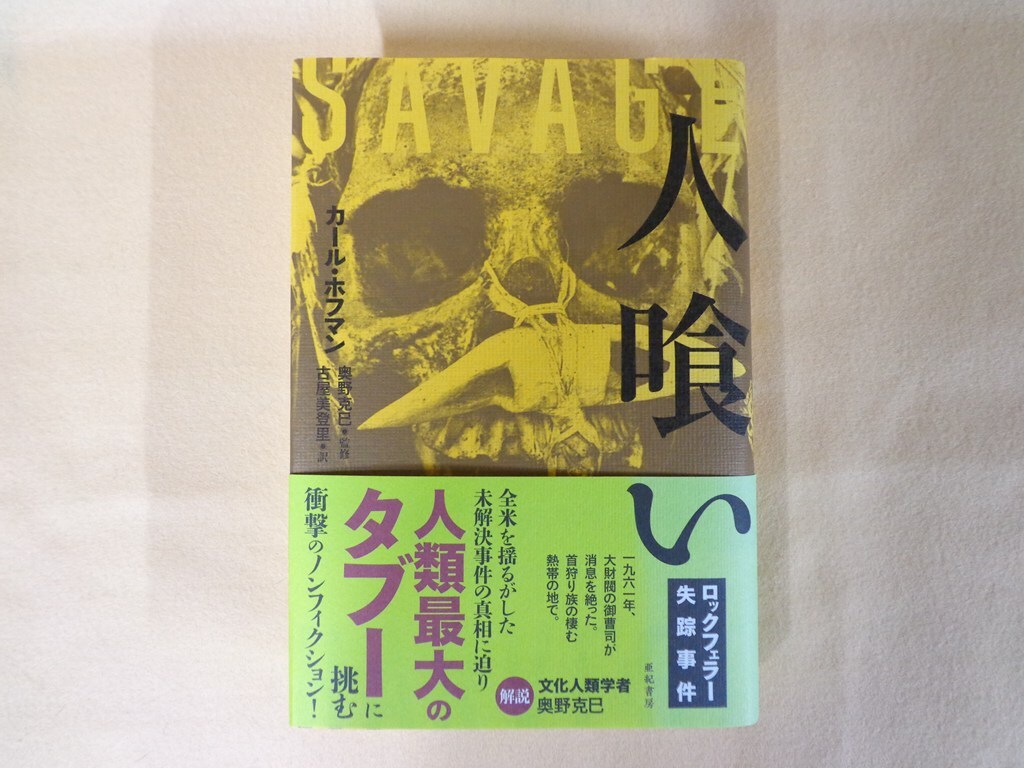 SAVAGE
人喰い
ロックフェラー
失踪事件
カール・ホフマン
奥野克巳・監修
古屋美登里・訳
一九六一年、
大財閥の御曹司が
消息を絶った。
首狩り族の棲む
熱帯の地で。
亜紀書房
全米を揺るがした
未解決事件の真相に迫り
人類最大の
タブーに
挑む
衝撃のノンフィクション！
解説
文化人類学者
奥野克巳